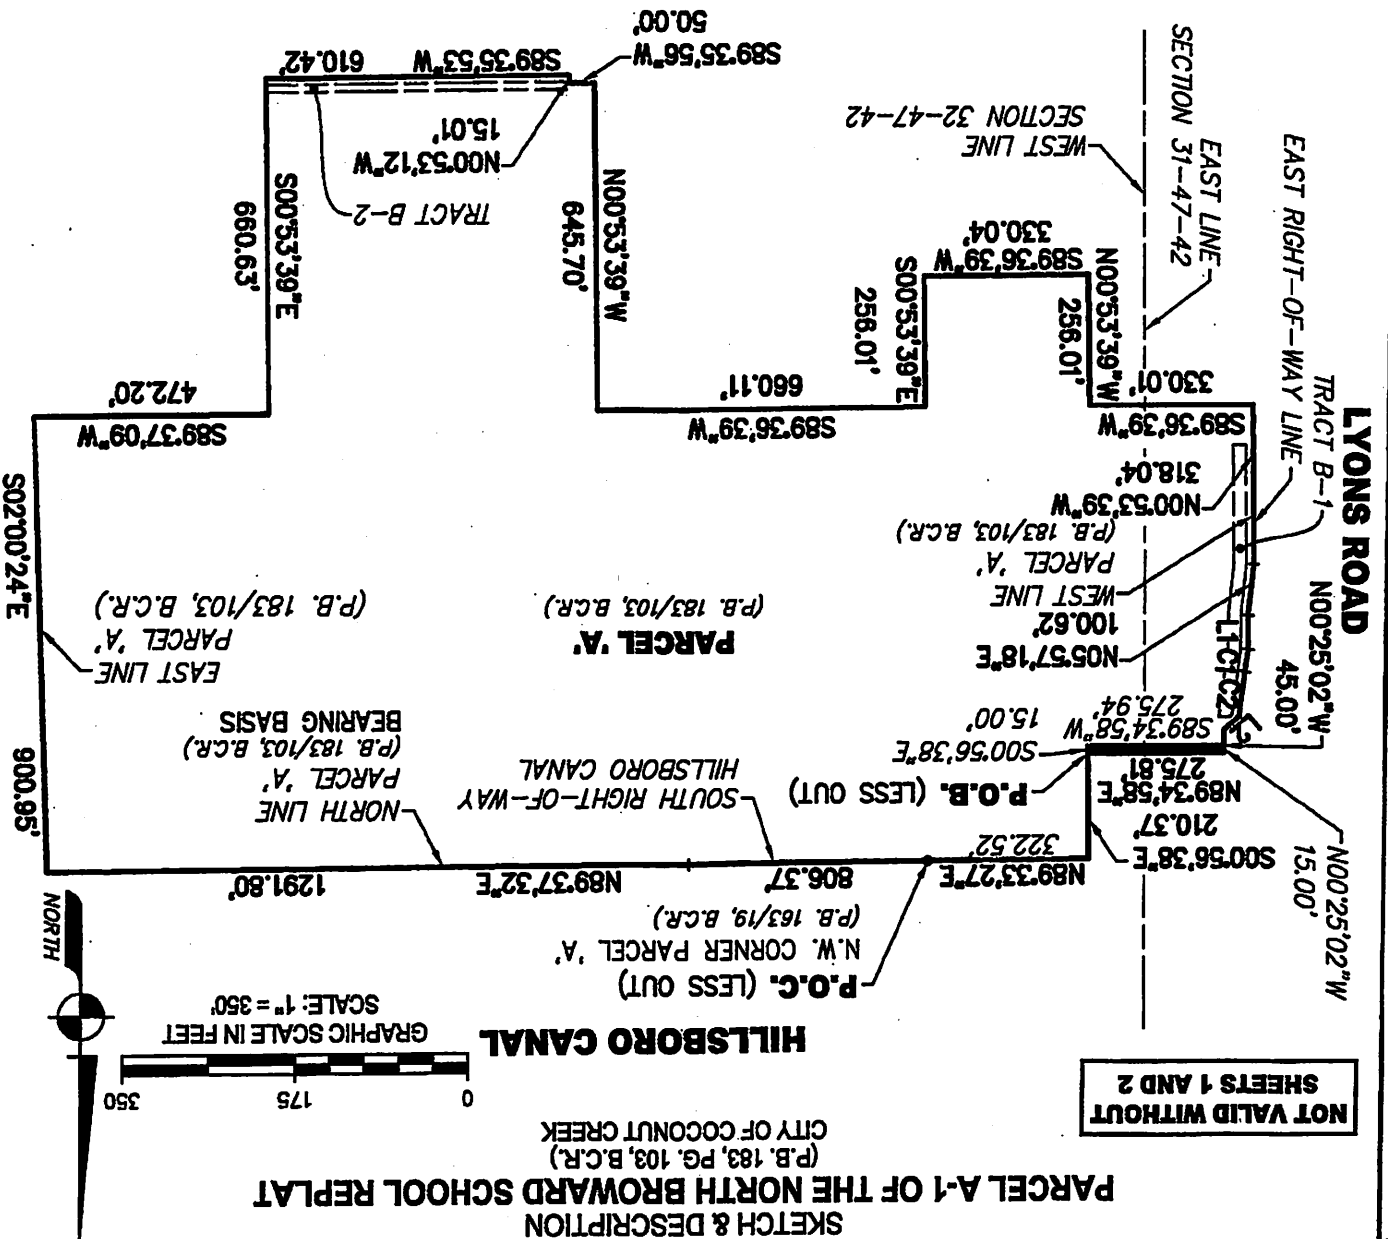 SKETCH & DESCRIPTION
PARCEL A-1 OF THE NORTH BROWARD SCHOOL REPLAT
(P.B. 183, PG. 103, B.C.R.)
CITY OF COCONUT CREEK
NOT VALID WITHOUT
SHEETS 1 AND 2
0
175
350
GRAPHIC SCALE IN FEET
SCALE: 1" = 350'
NORTH
HILLSBORO CANAL
P.O.C. (LESS OUT)
N.W. CORNER PARCEL 'A'
(P.B. 163/19, B.C.R.)
N00°25'02"W
15.00'
S00°56'38"E
210.37'
N89°33'27"E
322.52'
806.37'
N89°37'32"E
1291.80'
SOUTH RIGHT-OF-WAY
HILLSBORO CANAL
NORTH LINE
PARCEL 'A'
(P.B. 183/103, B.C.R.)
BEARING BASIS
P.O.B. (LESS OUT)
N89°34'58"E
275.81'
S00°56'38"E
15.00'
S89°34'58"W
275.94'
N00°25'02"W
45.00'
900.95'
S02°00'24"E
LYONS ROAD
L1
C1
C2
L2
N05°57'18"E
100.62'
WEST LINE
PARCEL 'A'
(P.B. 183/103, B.C.R.)
N00°53'39"W
318.04'
PARCEL 'A'
(P.B. 183/103, B.C.R.)
EAST LINE
PARCEL 'A'
(P.B. 183/103, B.C.R.)
TRACT B-1
EAST RIGHT-OF-WAY LINE
S89°36'39"W
330.01'
N00°53'39"W
256.01'
S89°36'39"W
330.04'
S00°53'39"E
256.01'
S89°36'39"W
660.11'
S89°37'09"W
472.20'
EAST LINE
SECTION 31-47-42
WEST LINE
SECTION 32-47-42
N00°53'39"W
645.70'
S00°53'39"E
660.63'
TRACT B-2
N00°53'12"W
15.01'
S89°35'56"W
50.00'
S89°35'53"W
610.42'